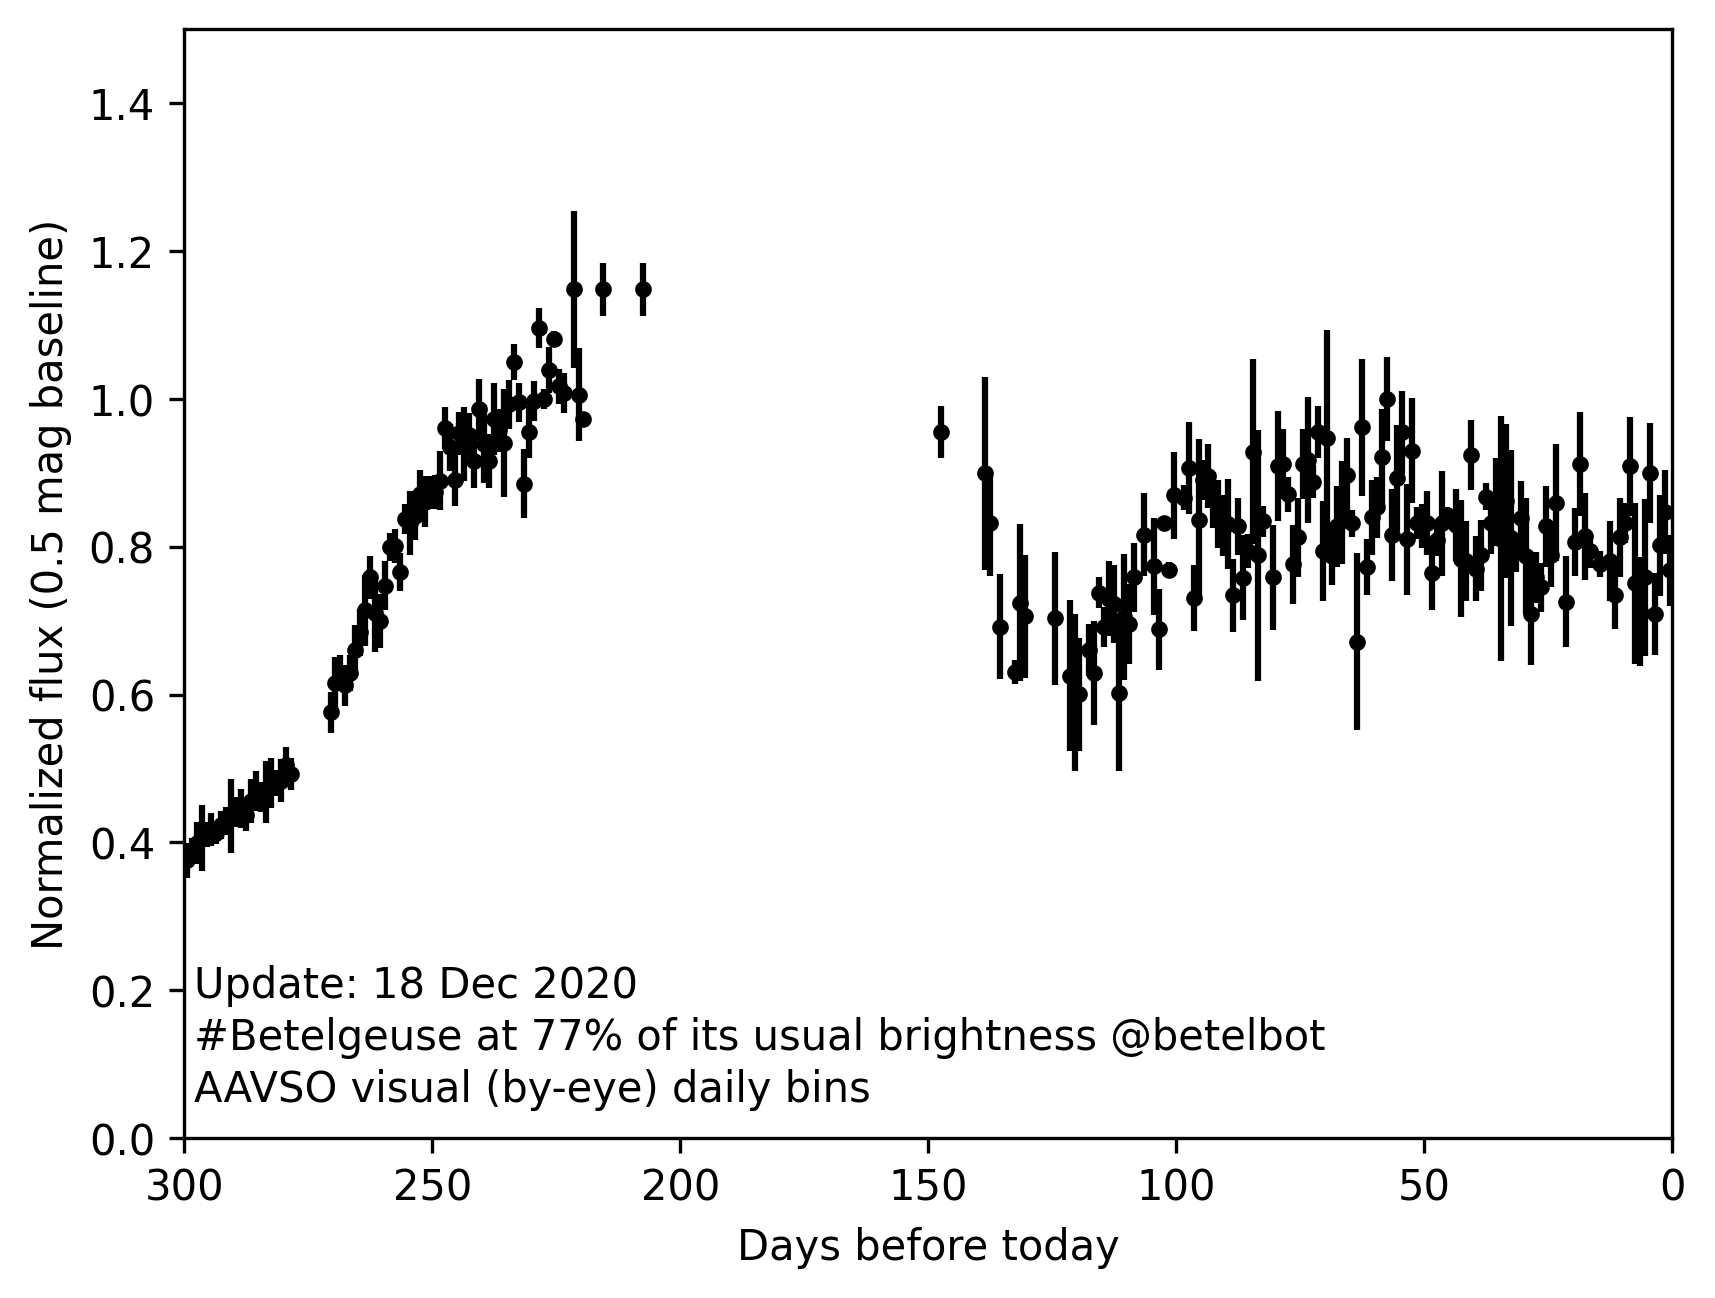 Normalized flux (0.5 mag baseline)
1.4
1.2
1.0
0.8
0.6
0.4
0.2
0.0
Update: 18 Dec 2020
#Betelgeuse at 77% of its usual brightness @betelbot
AAVSO visual (by-eye) daily bins
300 250 200 150 100 50 0
Days before today